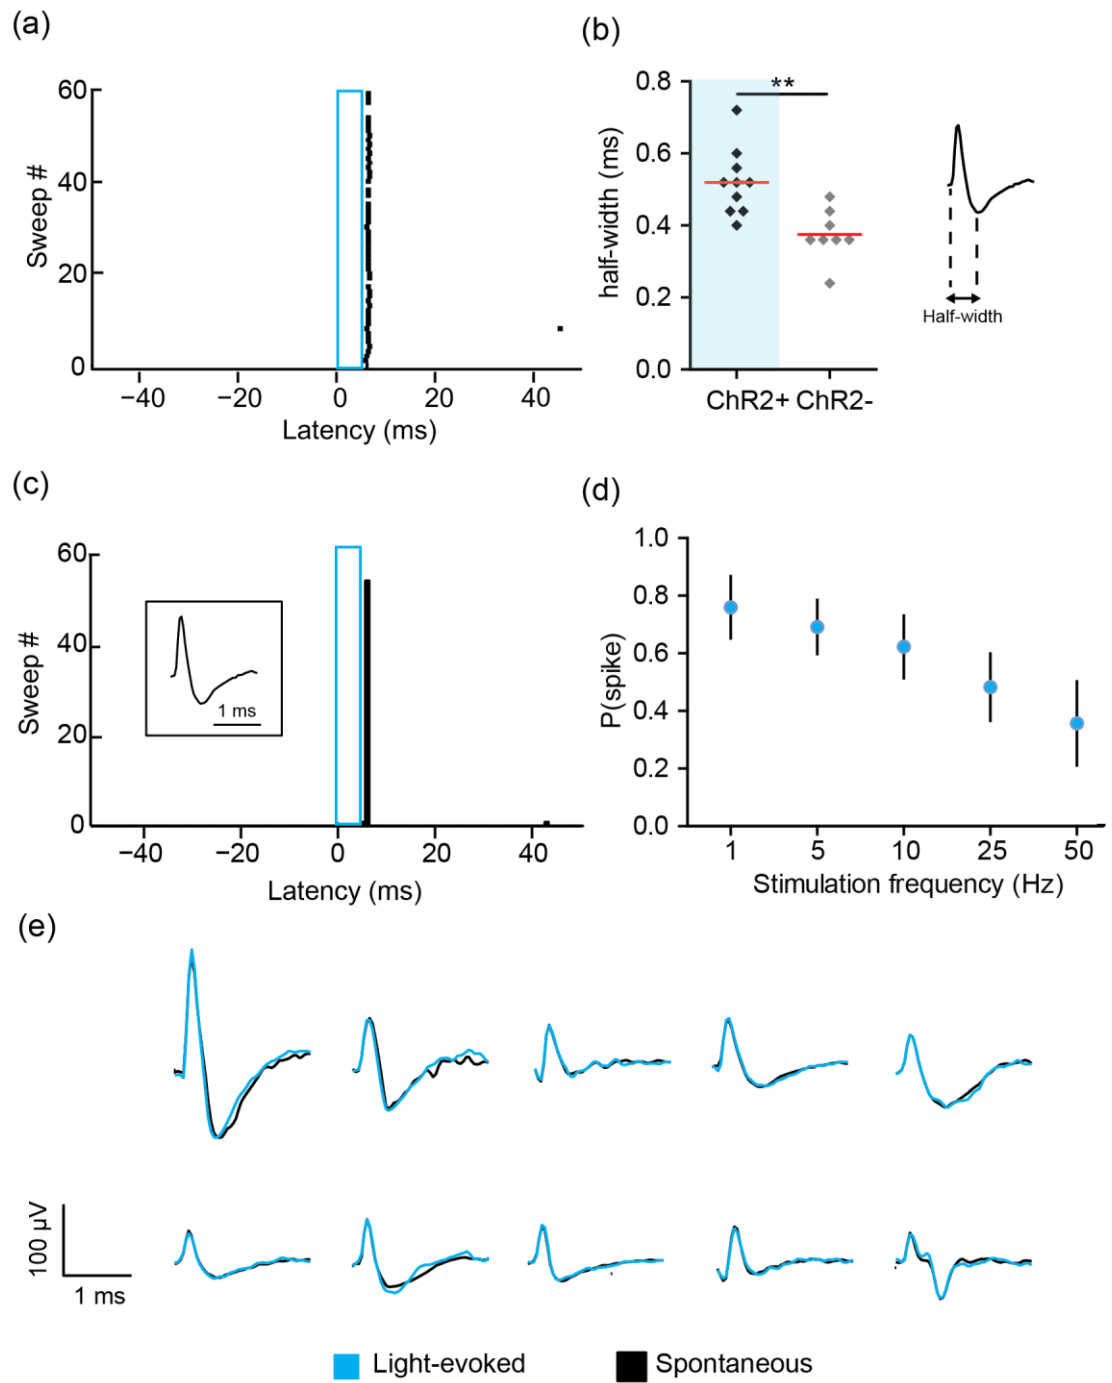 (a)
60
40
20
0
Sweep #
−40
−20
0
20
40
Latency (ms)
(b)
0.8
0.6
0.4
0.2
0.0
half-width (ms)
**
ChR2+ ChR2-
Half-width
(c)
60
40
20
0
Sweep #
1 ms
−40
−20
0
20
40
Latency (ms)
(d)
1.0
0.8
0.6
0.4
0.2
0.0
P(spike)
1
5
10
25
50
Stimulation frequency (Hz)
(e)
100 µV
1 ms
Light-evoked
Spontaneous